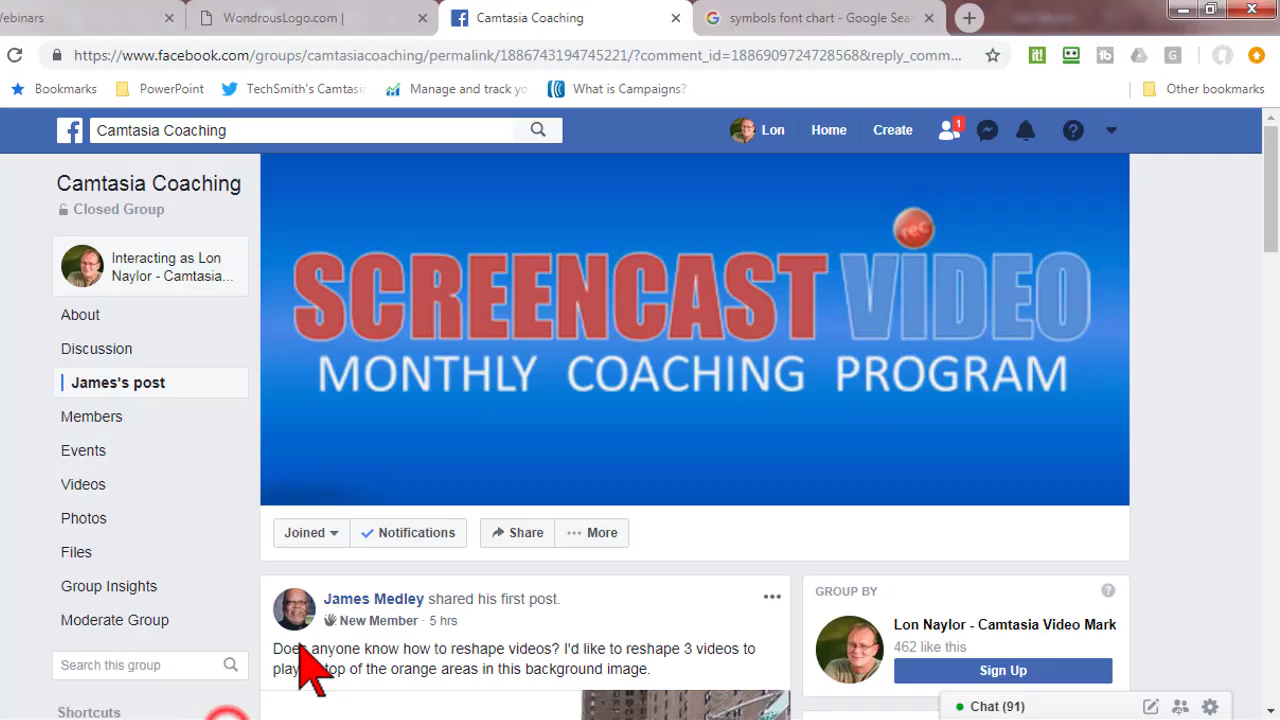 ebinars
WondrousLogo.com |
Camtasia Coaching
symbols font chart - Google Sea
https://www.facebook.com/groups/camtasiacoaching/permalink/1886743194745221/?comment_id=1886909724728568&reply_comm...
it!
tb
G
Bookmarks
PowerPoint
TechSmith's Camtasi
Manage and track yo
What is Campaigns?
Other bookmarks
Camtasia Coaching
Lon
Home
Create
1
Camtasia Coaching
Closed Group
Interacting as Lon
Naylor - Camtasia...
About
Discussion
James's post
Members
Events
Videos
Photos
Files
Group Insights
Moderate Group
Search this group
Shortcuts
rec
SCREENCAST VIDEO
MONTHLY COACHING PROGRAM
Joined
Notifications
Share
More
James Medley shared his first post.
New Member · 5 hrs
Does anyone know how to reshape videos? I'd like to reshape 3 videos to
play top of the orange areas in this background image.
GROUP BY
Lon Naylor - Camtasia Video Mark
462 like this
Sign Up
Chat (91)